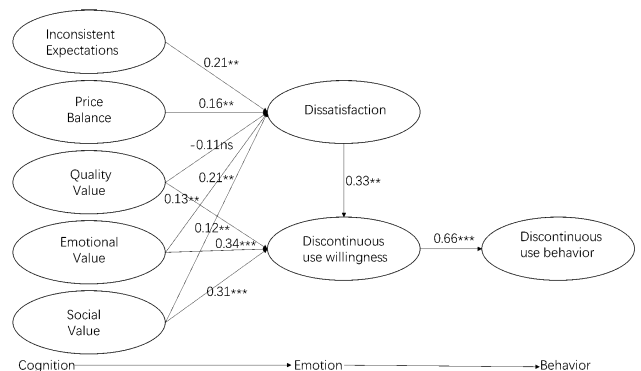 Inconsistent
Expectations
0.21**
Price
Balance
0.16**
Dissatisfaction
-0.11ns
Quality
Value
0.21**
0.33**
0.13**
0.12**
Emotional
Value
0.34***
Discontinuous
use willingness
0.66***
Discontinuous
use behavior
0.31***
Social
Value
Cognition
Emotion
Behavior